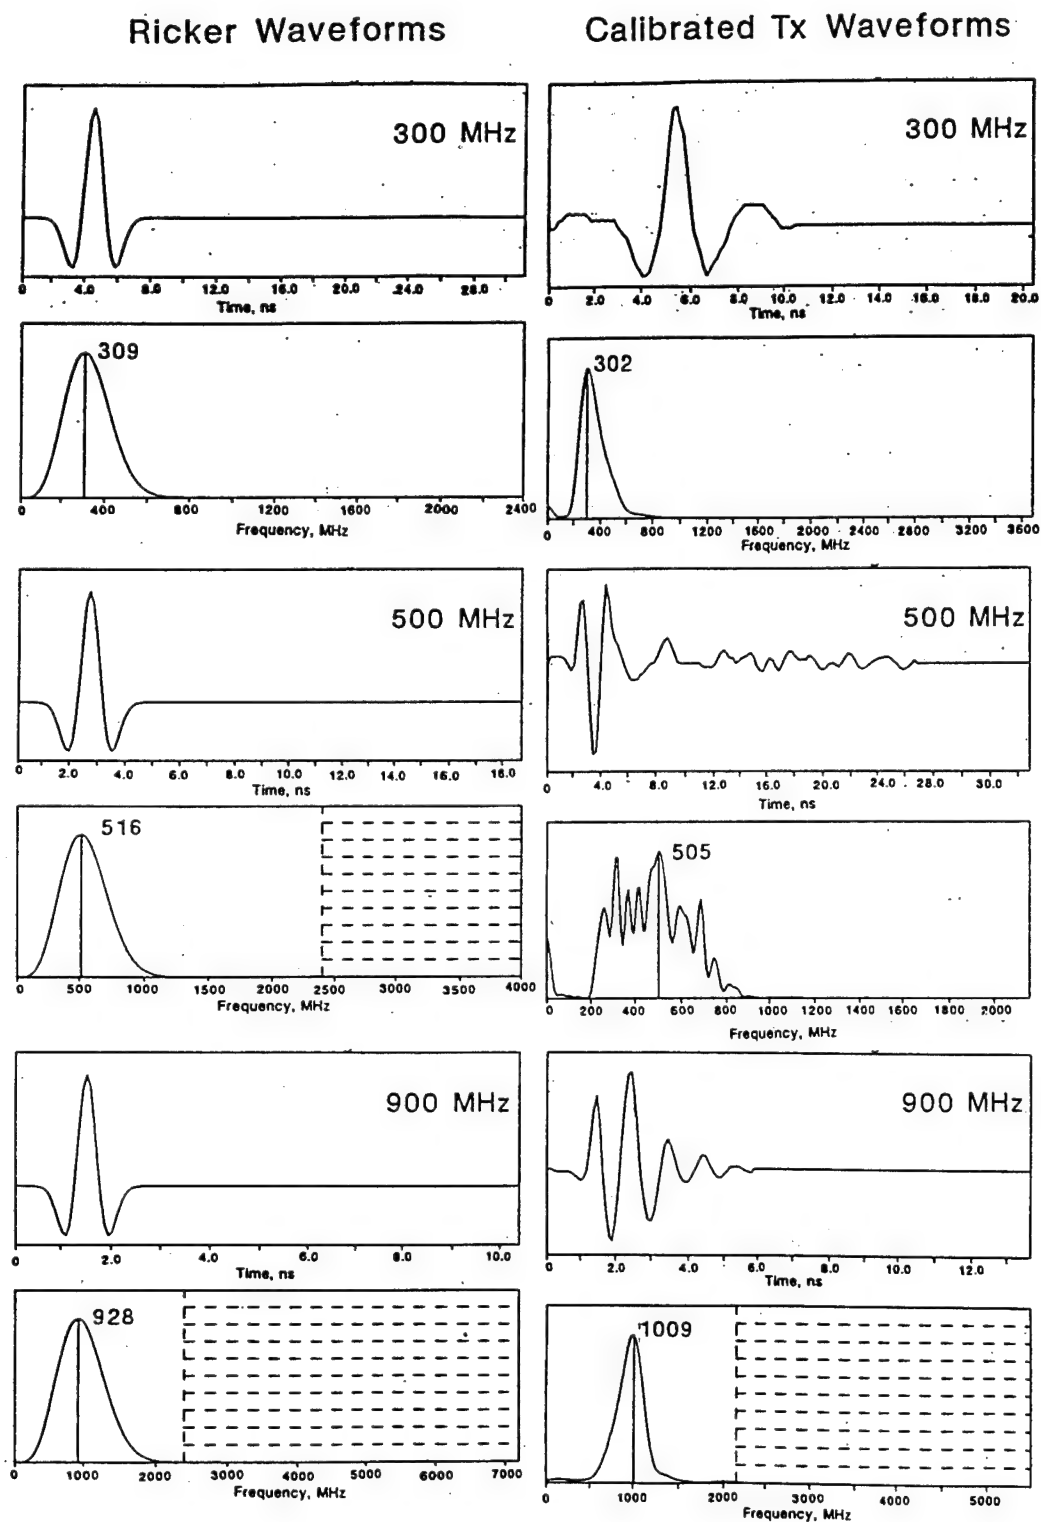 Ricker Waveforms
Calibrated Tx Waveforms
300 MHz
0 4.0 8.0 12.0 16.0 20.0 24.0 28.0
Time, ns
300 MHz
0 2.0 4.0 6.0 8.0 10.0 12.0 14.0 16.0 18.0 20.0
Time, ns
309
0 400 800 1200 1600 2000 2400
Frequency, MHz
302
0 400 800 1200 1600 2000 2400 2800 3200 3600
Frequency, MHz
500 MHz
0 2.0 4.0 6.0 8.0 10.0 12.0 14.0 16.0
Time, ns
500 MHz
0 4.0 8.0 12.0 16.0 20.0 24.0 28.0 30.0
Time, ns
516
0 500 1000 1500 2000 2500 3000 3500 4000
Frequency, MHz
505
0 200 400 600 800 1000 1200 1400 1600 1800 2000
Frequency, MHz
900 MHz
0 2.0 4.0 6.0 8.0 10.0
Time, ns
900 MHz
0 2.0 4.0 6.0 8.0 10.0 12.0
Time, ns
928
0 1000 2000 3000 4000 5000 6000 7000
Frequency, MHz
1009
0 1000 2000 3000 4000 5000
Frequency, MHz